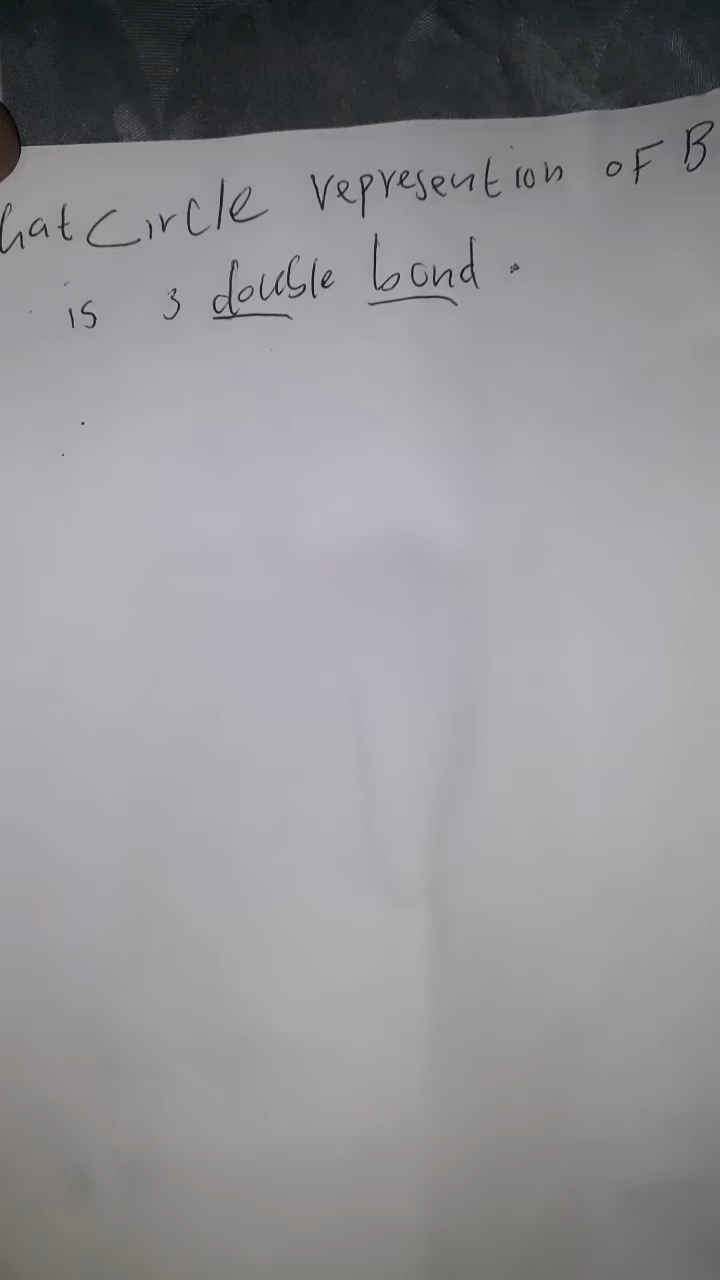 hat Circle represention oF B
is 3 double bond.